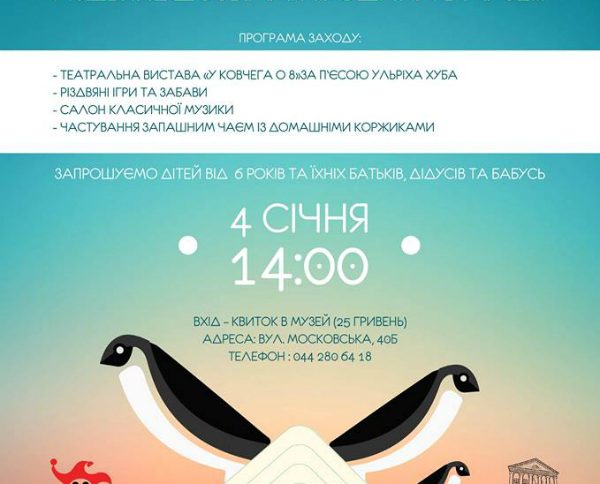 ПРОГРАМА ЗАХОДУ:
- ТЕАТРАЛЬНА ВИСТАВА «У КОВЧЕГА О 8»ЗА П'ЄСОЮ УЛЬРІХА ХУБА
- РІЗДВЯНІ ІГРИ ТА ЗАБАВИ
- САЛОН КЛАСИЧНОЇ МУЗИКИ
- ЧАСТУВАННЯ ЗАПАШНИМ ЧАЄМ ІЗ ДОМАШНІМИ КОРЖИКАМИ
ЗАПРОШУЄМО ДІТЕЙ ВІД 6 РОКІВ ТА ЇХНІХ БАТЬКІВ, ДІДУСІВ ТА БАБУСЬ
4 СІЧНЯ
14:00
ВХІД - КВИТОК В МУЗЕЙ (25 ГРИВЕНЬ)
АДРЕСА: ВУЛ. МОСКОВСЬКА, 40Б
ТЕЛЕФОН : 044 280 64 18